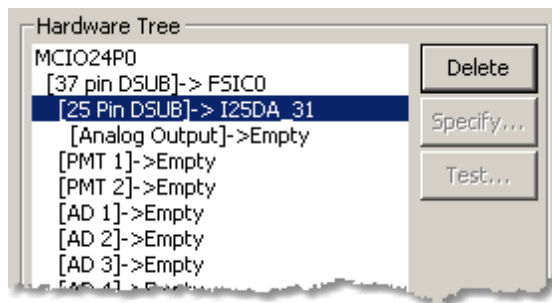 Hardware Tree
MCIO24P0
[37 pin DSUB]-> FSIC0
[25 Pin DSUB]-> I25DA_31
[Analog Output]->Empty
[PMT 1]->Empty
[PMT 2]->Empty
[AD 1]->Empty
[AD 2]->Empty
[AD 3]->Empty
Delete
Specify...
Test...